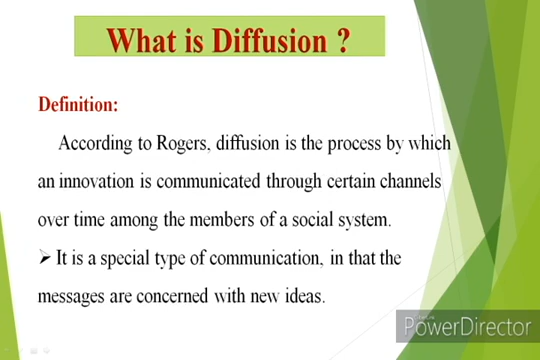 What is Diffusion ?
Definition:
According to Rogers, diffusion is the process by which
an innovation is communicated through certain channels
over time among the members of a social system.
➢ It is a special type of communication, in that the
messages are concerned with new ideas.
PowerDirector